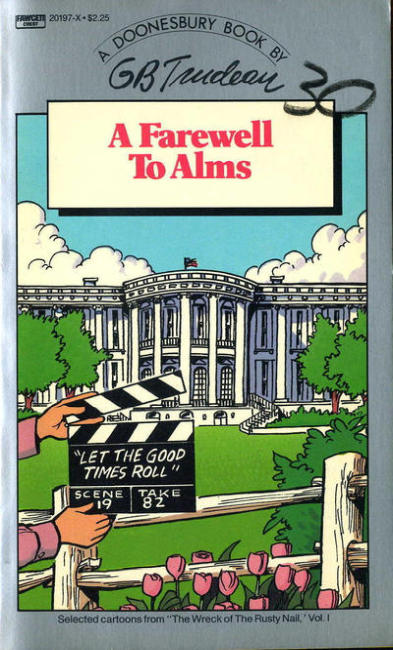 FAWCETT
CREST
20197-X • $2.25
A DOONESBURY BOOK BY
GB Trudeau
30
A Farewell
To Alms
"LET THE GOOD
TIMES ROLL"
SCENE TAKE
19 82
Selected cartoons from "The Wreck of The Rusty Nail,' Vol. I